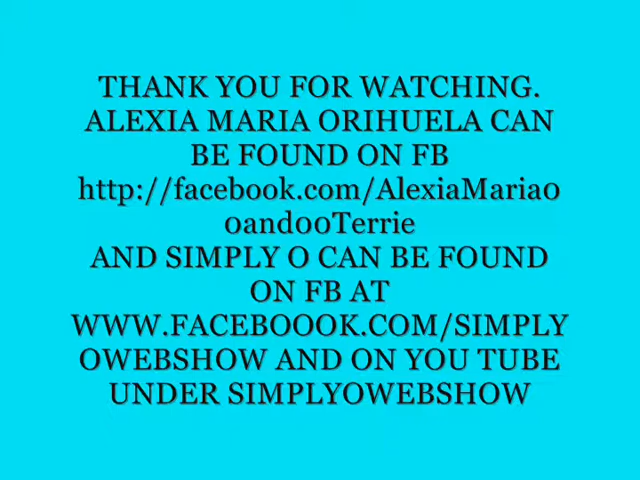 THANK YOU FOR WATCHING.
ALEXIA MARIA ORIHUELA CAN
BE FOUND ON FB
http://facebook.com/AlexiaMaria0
0and00Terrie
AND SIMPLY O CAN BE FOUND
ON FB AT
WWW.FACEBOOOK.COM/SIMPLY
OWEBSHOW AND ON YOU TUBE
UNDER SIMPLYOWEBSHOW